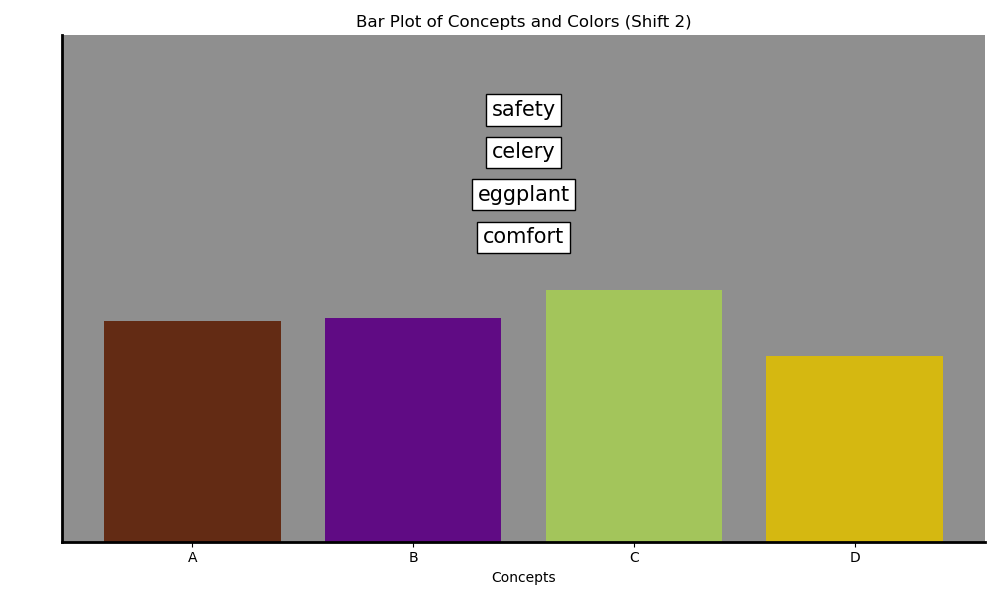 Bar Plot of Concepts and Colors (Shift 2)
safety
celery
eggplant
comfort
A B C D
Concepts